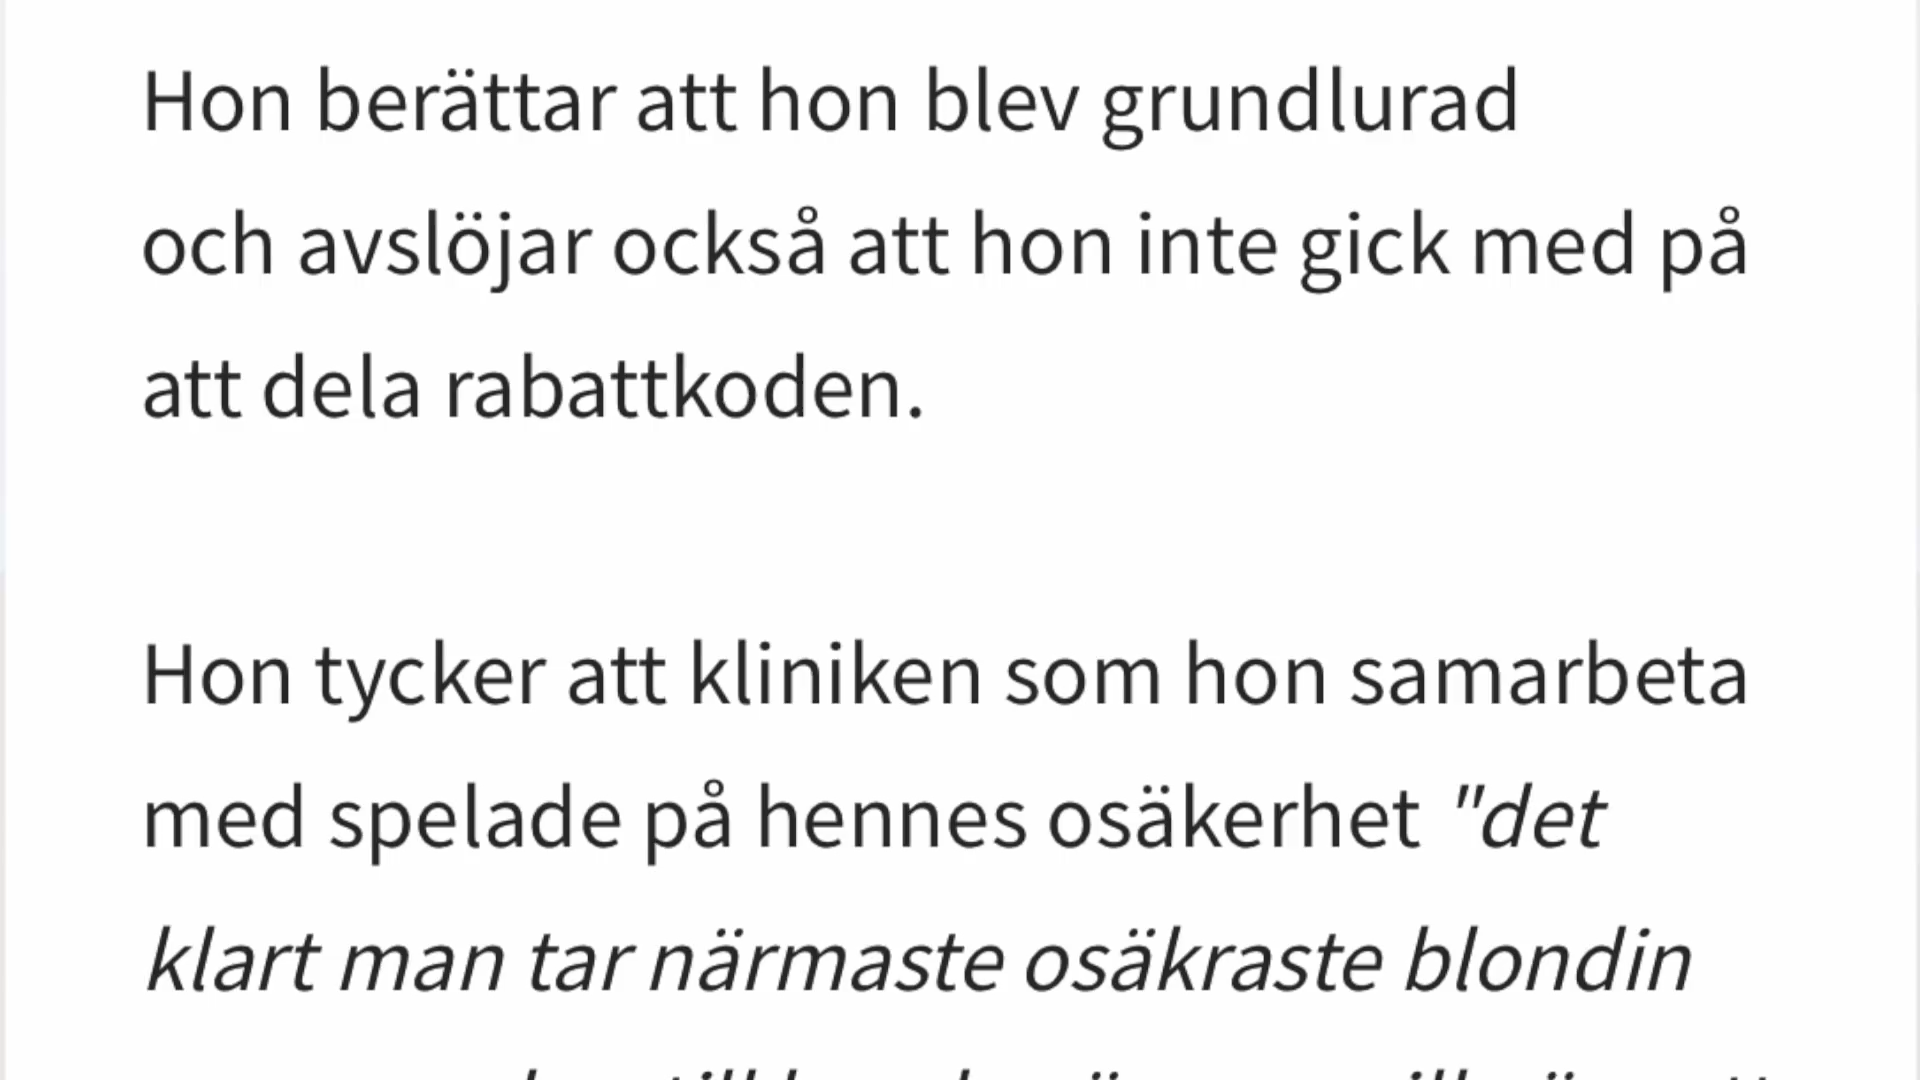 Hon berättar att hon blev grundlurad
och avslöjar också att hon inte gick med på
att dela rabattkoden.
Hon tycker att kliniken som hon samarbeta
med spelade på hennes osäkerhet "det
klart man tar närmaste osäkraste blondin